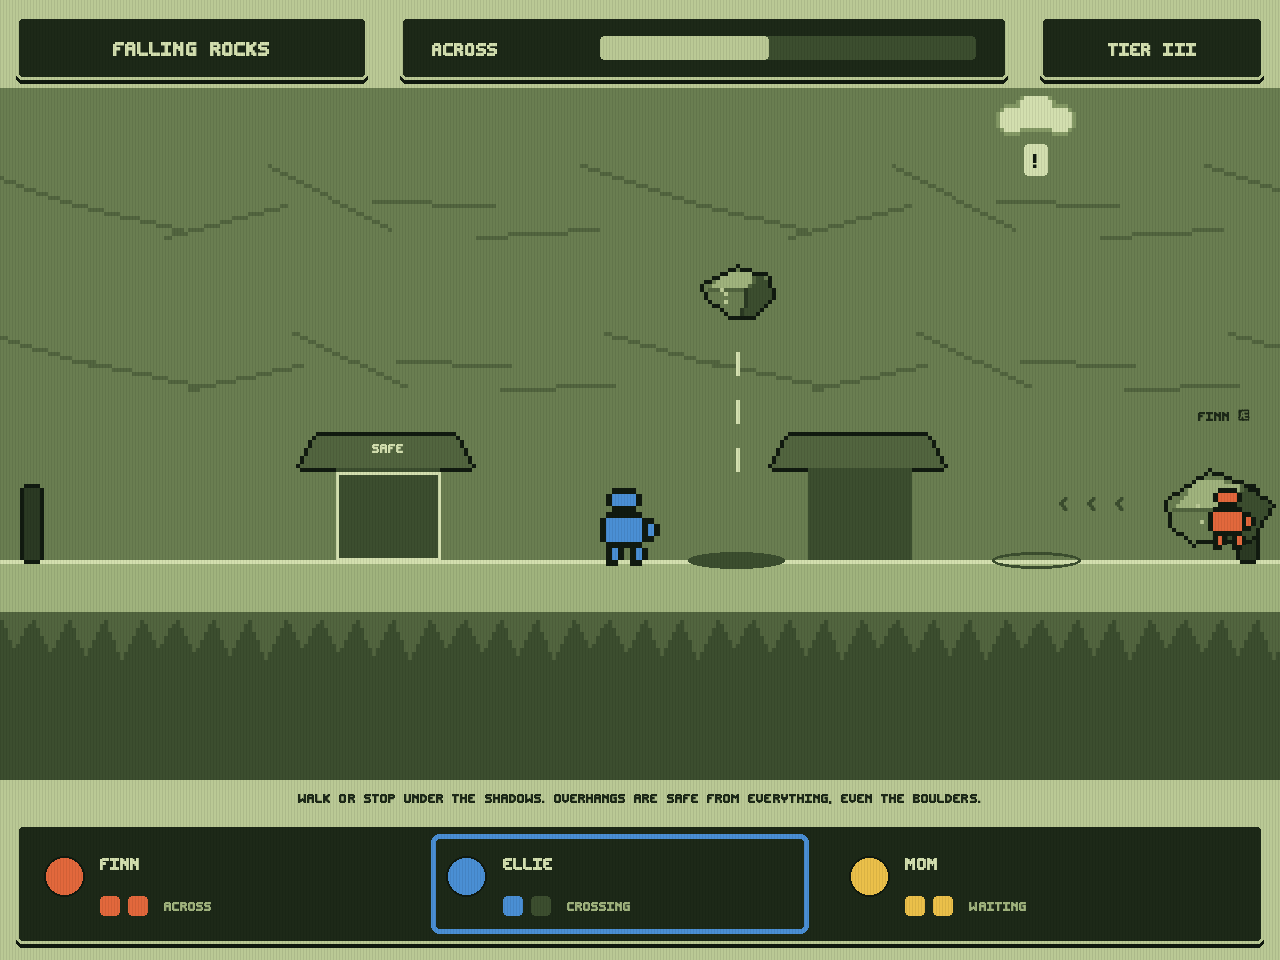 FALLING ROCKS
ACROSS
TIER III
!
FINN
SAFE
WALK OR STOP UNDER THE SHADOWS. OVERHANGS ARE SAFE FROM EVERYTHING, EVEN THE BOULDERS.
FINN
ACROSS
ELLIE
CROSSING
MOM
WAITING